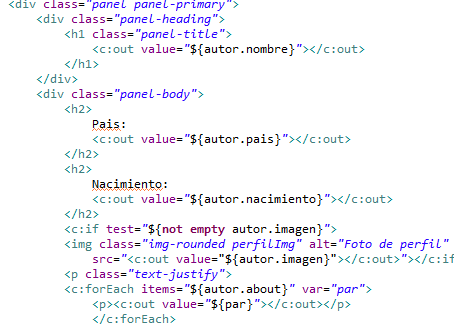 <div class="panel panel-primary">
<div class="panel-heading">
<h1 class="panel-title">
<c:out value="${autor.nombre}"></c:out>
</h1>
</div>
<div class="panel-body">
<h2>
Pais:
<c:out value="${autor.pais}"></c:out>
</h2>
<h2>
Nacimiento:
<c:out value="${autor.nacimiento}"></c:out>
</h2>
<c:if test="${not empty autor.imagen}">
<img class="img-rounded perfilImg" alt="Foto de perfil"
src="<c:out value="${autor.imagen}"></c:out>"></c:if
<p class="text-justify">
<c:forEach items="${autor.about}" var="par">
<p><c:out value="${par}"></c:out></p>
</c:forEach>